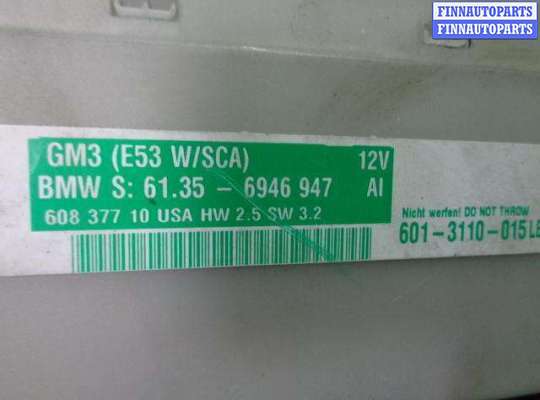 FINNAUTOPARTS
FINNAUTOPARTS
GM3 (E53 W/SCA) 12V
BMW S: 61.35 – 6946 947 AI
608 377 10 USA HW 2.5 SW 3.2
Nicht werfen! DO NOT THROW
601–3110–015